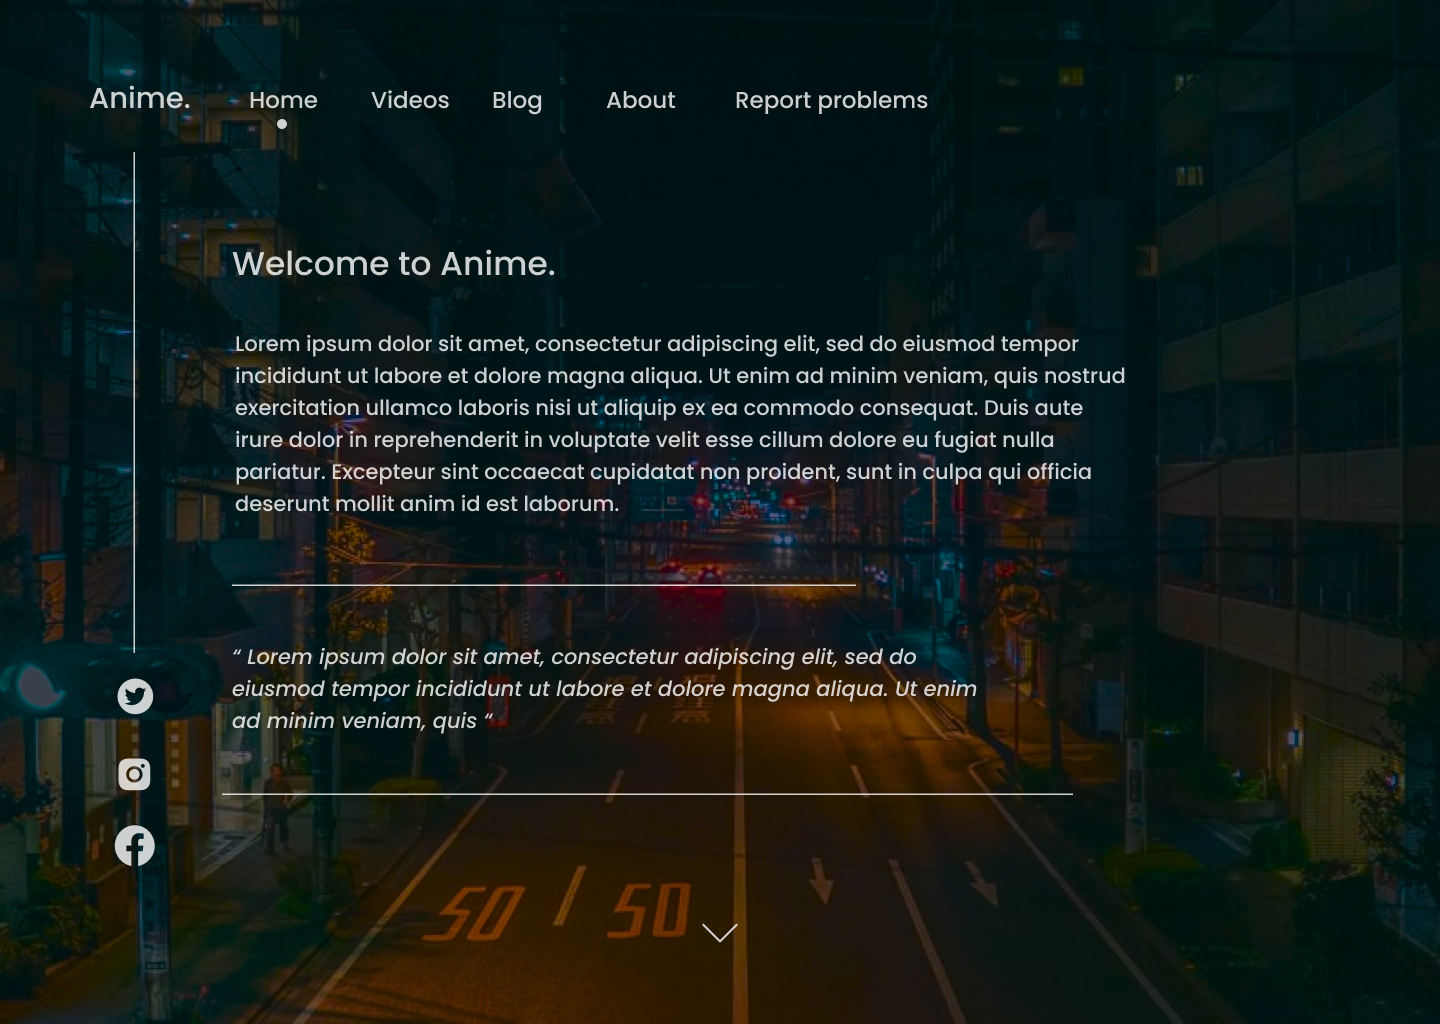 Anime. Home Videos Blog About Report problems
Welcome to Anime.
Lorem ipsum dolor sit amet, consectetur adipiscing elit, sed do eiusmod tempor
incididunt ut labore et dolore magna aliqua. Ut enim ad minim veniam, quis nostrud
exercitation ullamco laboris nisi ut aliquip ex ea commodo consequat. Duis aute
irure dolor in reprehenderit in voluptate velit esse cillum dolore eu fugiat nulla
pariatur. Excepteur sint occaecat cupidatat non proident, sunt in culpa qui officia
deserunt mollit anim id est laborum.
“ Lorem ipsum dolor sit amet, consectetur adipiscing elit, sed do
eiusmod tempor incididunt ut labore et dolore magna aliqua. Ut enim
ad minim veniam, quis “
50 50